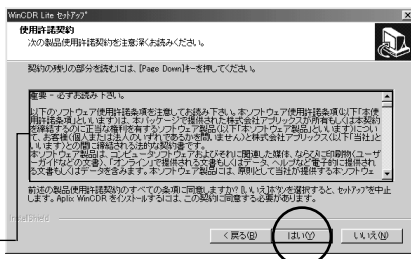 WinCDR Lite セットアップ
使用許諾契約
次の製品使用許諾契約を注意深くお読みください。
契約の残りの部分を読むには、[Page Down]キーを押してください。
重要 - 必ずお読み下さい。
以下のソフトウェア使用許諾条項を注意してお読み下さい。本ソフトウェア使用許諾条項(以下「本使
用許諾条項」といいます)は、本パッケージで提供された株式会社アプリックスが所有もしくは本契約
を締結するのに正当な権利を有するソフトウェア製品(以下「本ソフトウェア製品」といいます)につい
て、お客様(個人または法人のいずれであるかを問いません)と株式会社アプリックス(以下「当社」と
いいます)との間に締結される法的な契約書です。
本ソフトウェア製品は、コンピュータソフトウェアおよびそれに関連した媒体、ならびに印刷物(ユーザ
ーガイドなどの文書)、「オンライン」で提供される文書もしくはデータ、ヘルプなど電子的に提供され
る文書もしくはデータを含みます。本ソフトウェア製品には、原則として当社が提供するソフトウェ
前述の製品使用許諾契約のすべての条項に同意しますか? [いいえ]ボタンを選択すると、セットアップを中止
します。Aplix WinCDR をインストールするには、この契約に同意する必要があります。
InstallShield
< 戻る(B)
はい(Y)
いいえ(N)